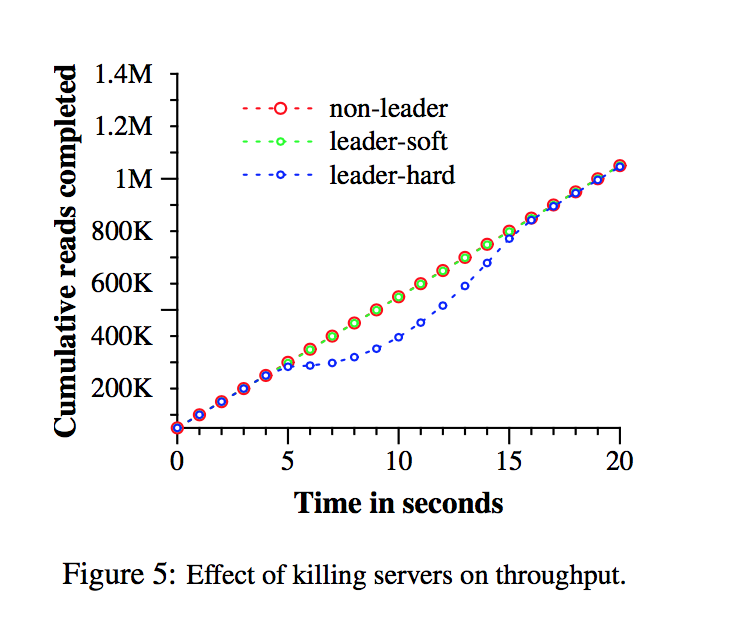 Cumulative reads completed
1.4M
1.2M
1M
800K
600K
400K
200K
non-leader
leader-soft
leader-hard
0 5 10 15 20
Time in seconds
Figure 5: Effect of killing servers on throughput.